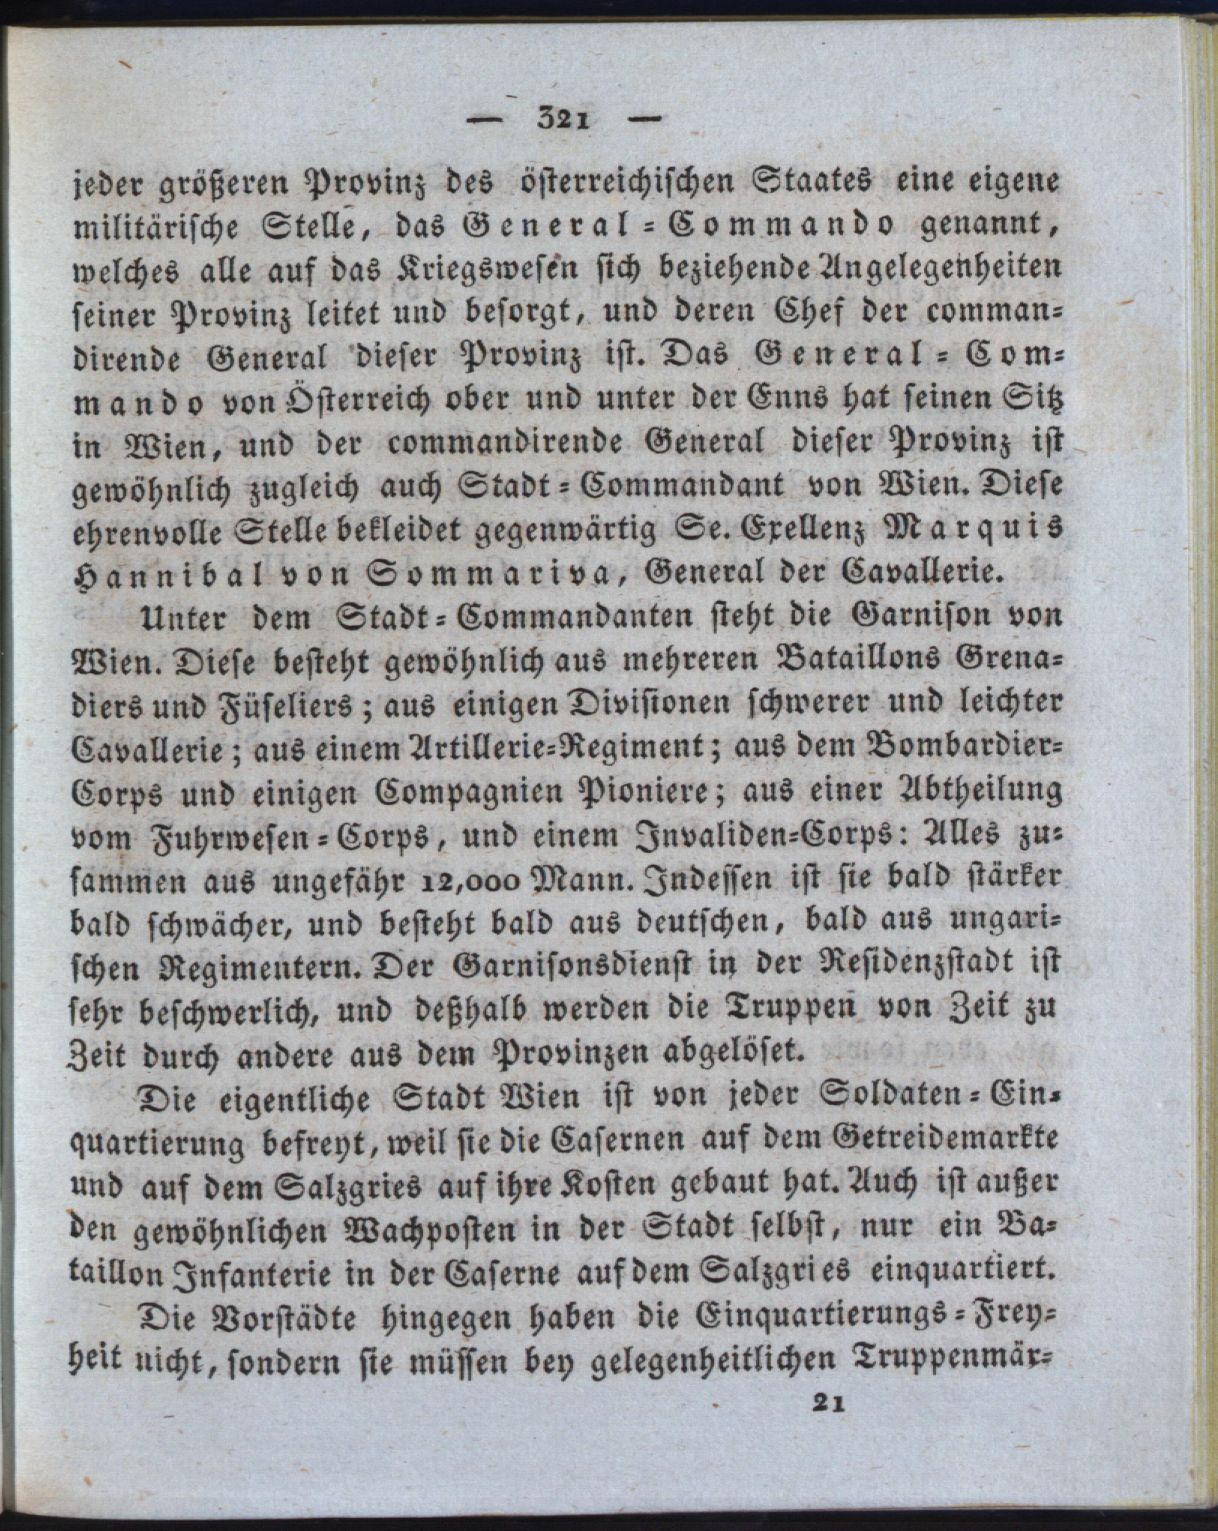 — 321 —
jeder größeren Provinz des österreichischen Staates eine eigene
militärische Stelle, das General-Commando genannt,
welches alle auf das Kriegswesen sich beziehende Angelegenheiten
seiner Provinz leitet und besorgt, und deren Chef der comman-
dirende General dieser Provinz ist. Das General-Com-
mando von Österreich ober und unter der Enns hat seinen Sitz
in Wien, und der commandirende General dieser Provinz ist
gewöhnlich zugleich auch Stadt-Commandant von Wien. Diese
ehrenvolle Stelle bekleidet gegenwärtig Se. Exellenz Marquis
Hannibal von Sommariva, General der Cavallerie.
Unter dem Stadt-Commandanten steht die Garnison von
Wien. Diese besteht gewöhnlich aus mehreren Bataillons Grena-
diers und Füseliers; aus einigen Divisionen schwerer und leichter
Cavallerie; aus einem Artillerie-Regiment; aus dem Bombardier-
Corps und einigen Compagnien Pioniere; aus einer Abtheilung
vom Fuhrwesen-Corps, und einem Invaliden-Corps: Alles zu-
sammen aus ungefähr 12,000 Mann. Indessen ist sie bald stärker
bald schwächer, und besteht bald aus deutschen, bald aus ungari-
schen Regimentern. Der Garnisonsdienst in der Residenzstadt ist
sehr beschwerlich, und deßhalb werden die Truppen von Zeit zu
Zeit durch andere aus dem Provinzen abgelöset.
Die eigentliche Stadt Wien ist von jeder Soldaten-Ein-
quartierung befreyt, weil sie die Casernen auf dem Getreidemarkte
und auf dem Salzgries auf ihre Kosten gebaut hat. Auch ist außer
den gewöhnlichen Wachposten in der Stadt selbst, nur ein Ba-
taillon Infanterie in der Caserne auf dem Salzgries einquartiert.
Die Vorstädte hingegen haben die Einquartierungs-Frey-
heit nicht, sondern sie müssen bey gelegenheitlichen Truppenmär-
21